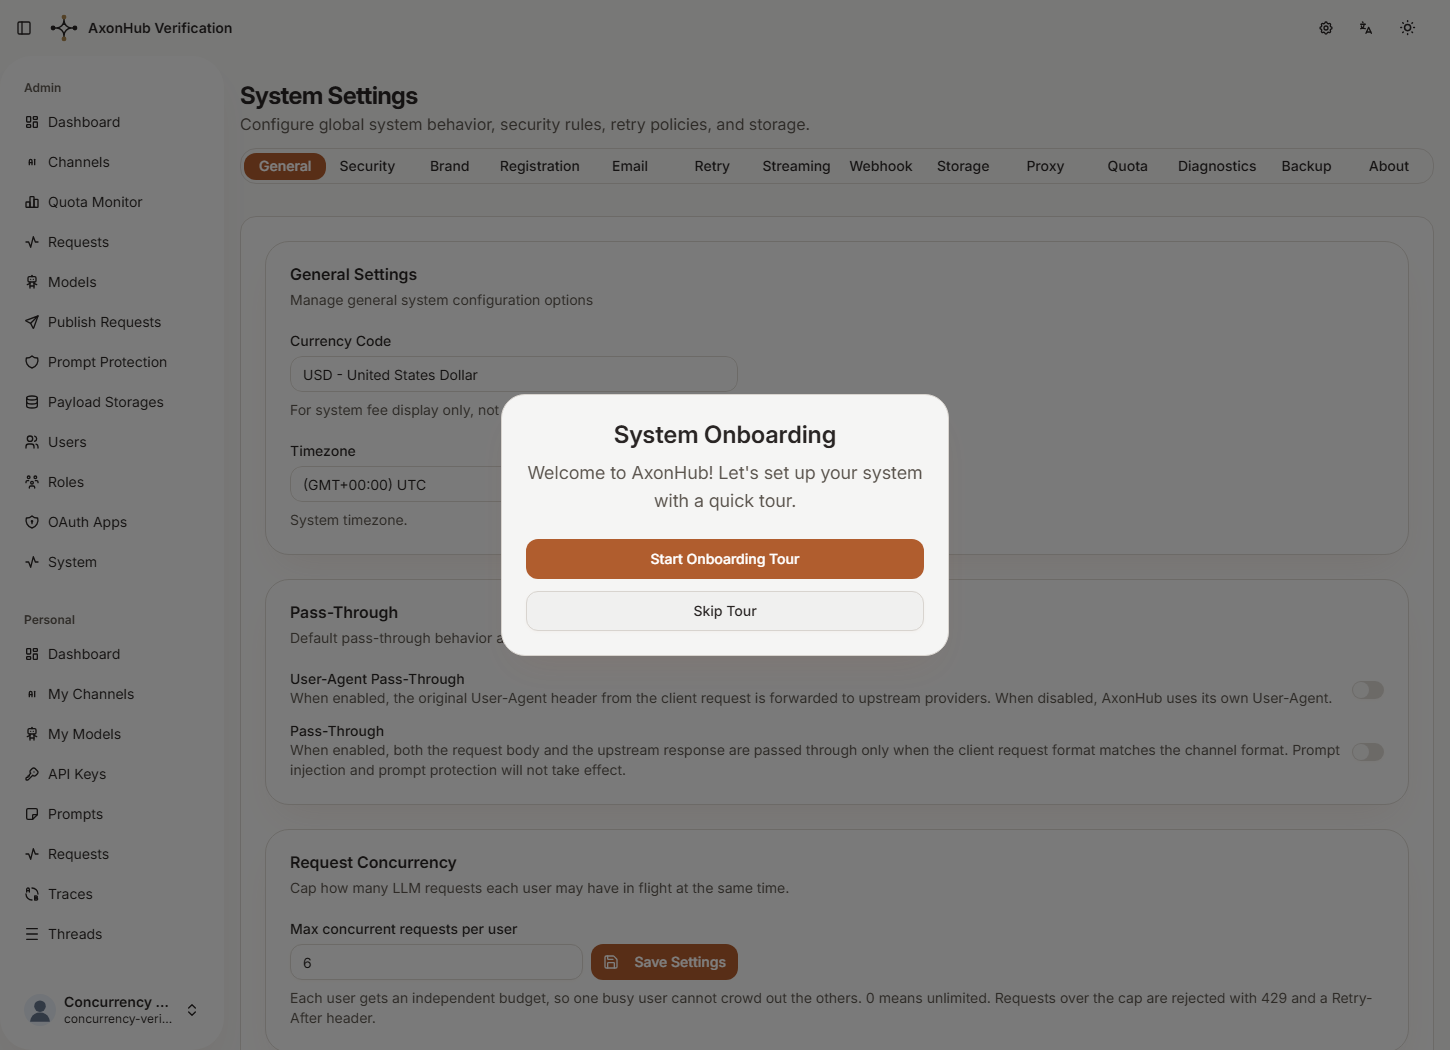 AxonHub Verification
Admin
Dashboard
Channels
Quota Monitor
Requests
Models
Publish Requests
Prompt Protection
Payload Storages
Users
Roles
OAuth Apps
System
Personal
Dashboard
My Channels
My Models
API Keys
Prompts
Requests
Traces
Threads
Concurrency ...
concurrency-veri...
System Settings
Configure global system behavior, security rules, retry policies, and storage.
General Security Brand Registration Email Retry Streaming Webhook Storage Proxy Quota Diagnostics Backup About
General Settings
Manage general system configuration options
Currency Code
USD - United States Dollar
For system fee display only, not
Timezone
(GMT+00:00) UTC
System timezone.
System Onboarding
Welcome to AxonHub! Let's set up your system
with a quick tour.
Start Onboarding Tour
Skip Tour
Pass-Through
Default pass-through behavior
User-Agent Pass-Through
When enabled, the original User-Agent header from the client request is forwarded to upstream providers. When disabled, AxonHub uses its own User-Agent.
Pass-Through
When enabled, both the request body and the upstream response are passed through only when the client request format matches the channel format. Prompt
injection and prompt protection will not take effect.
Request Concurrency
Cap how many LLM requests each user may have in flight at the same time.
Max concurrent requests per user
6
Save Settings
Each user gets an independent budget, so one busy user cannot crowd out the others. 0 means unlimited. Requests over the cap are rejected with 429 and a Retry-
After header.